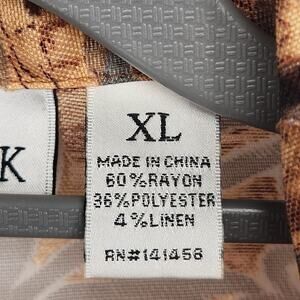 K
XL
MADE IN CHINA
60%RAYON
36%POLYESTER
4%LINEN
RN#141458